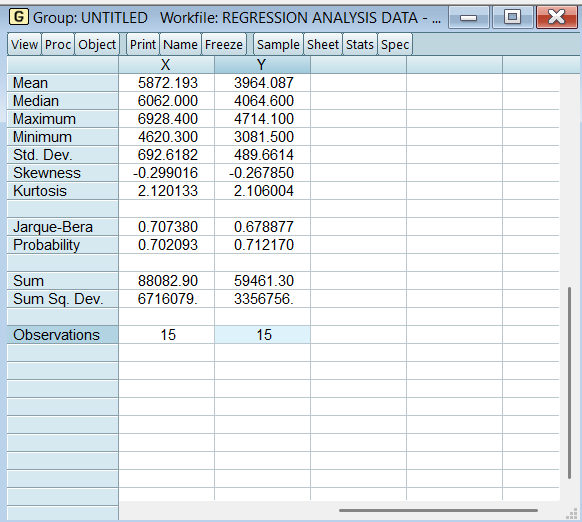 G Group: UNTITLED Workfile: REGRESSION ANALYSIS DATA - ...
View Proc Object Print Name Freeze Sample Sheet Stats Spec
X Y
Mean 5872.193 3964.087
Median 6062.000 4064.600
Maximum 6928.400 4714.100
Minimum 4620.300 3081.500
Std. Dev. 692.6182 489.6614
Skewness -0.299016 -0.267850
Kurtosis 2.120133 2.106004
Jarque-Bera 0.707380 0.678877
Probability 0.702093 0.712170
Sum 88082.90 59461.30
Sum Sq. Dev. 6716079. 3356756.
Observations 15 15